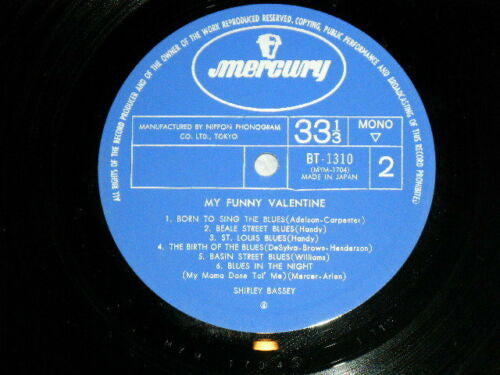 ALL RIGHTS OF THE RECORD PRODUCER AND OF THE OWNER OF THE WORK REPRODUCED RESERVED. COPYING, PUBLIC PERFORMANCE AND BROADCASTING OF THIS RECORD PROHIBITED
mercury
MANUFACTURED BY NIPPON PHONOGRAM
CO. LTD., TOKYO
33 1/3
MONO
▽
BT-1310
(MYM-1704)
MADE IN JAPAN
2
MY FUNNY VALENTINE
1. BORN TO SING THE BLUES(Adelson-Carpenter)
2. BEALE STREET BLUES(Handy)
3. ST. LOUIS BLUES(Handy)
4. THE BIRTH OF THE BLUES(DeSylva-Brown-Henderson)
5. BASIN STREET BLUES(Williams)
6. BLUES IN THE NIGHT
(My Mama Done Tol' Me)(Mercer-Arlen)
SHIRLEY BASSEY